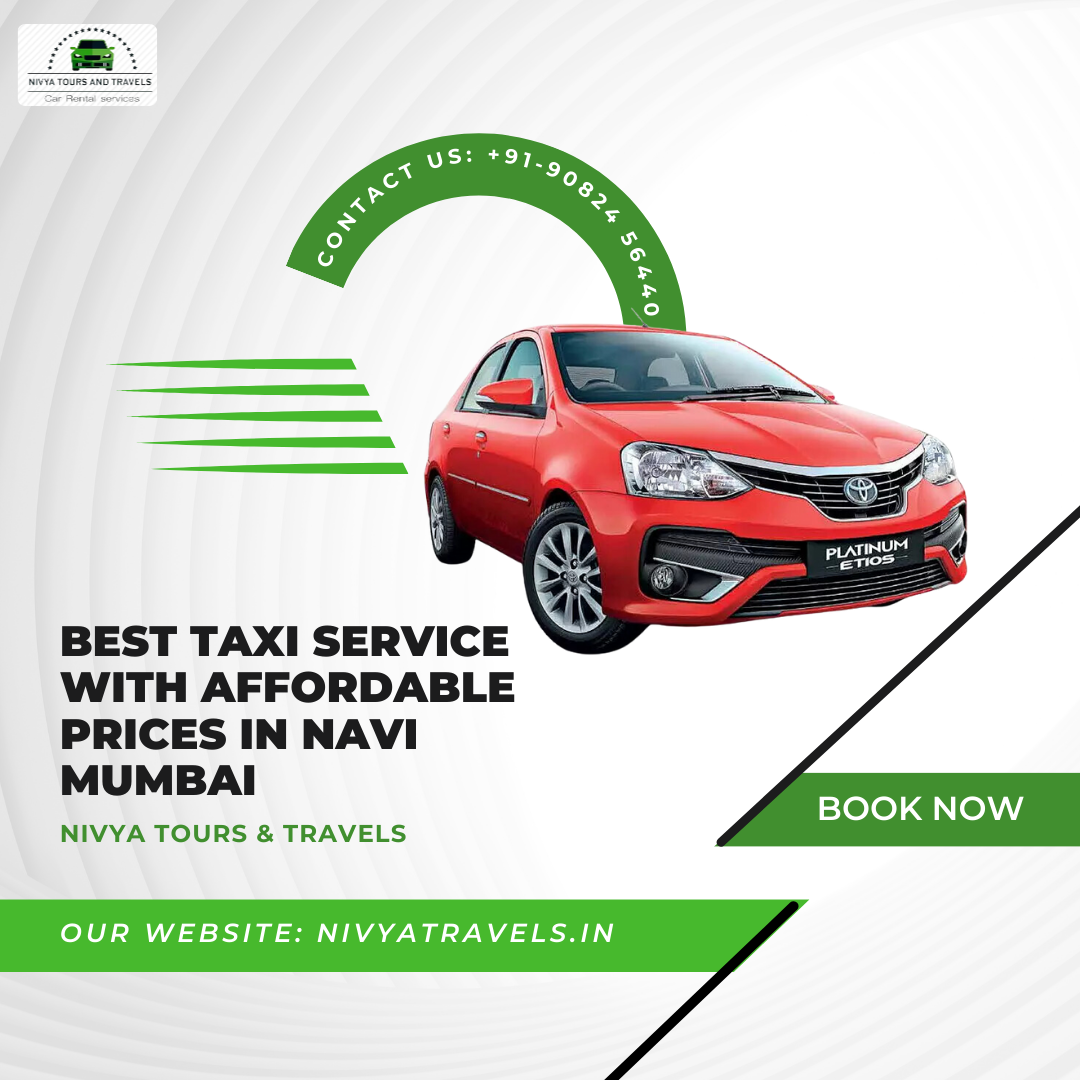 NIVYA TOURS AND TRAVELS
Car Rental services
CONTACT US: +91-90824 56440
PLATINUM
ETIOS
BEST TAXI SERVICE
WITH AFFORDABLE
PRICES IN NAVI
MUMBAI
NIVYA TOURS & TRAVELS
BOOK NOW
OUR WEBSITE: NIVYATRAVELS.IN